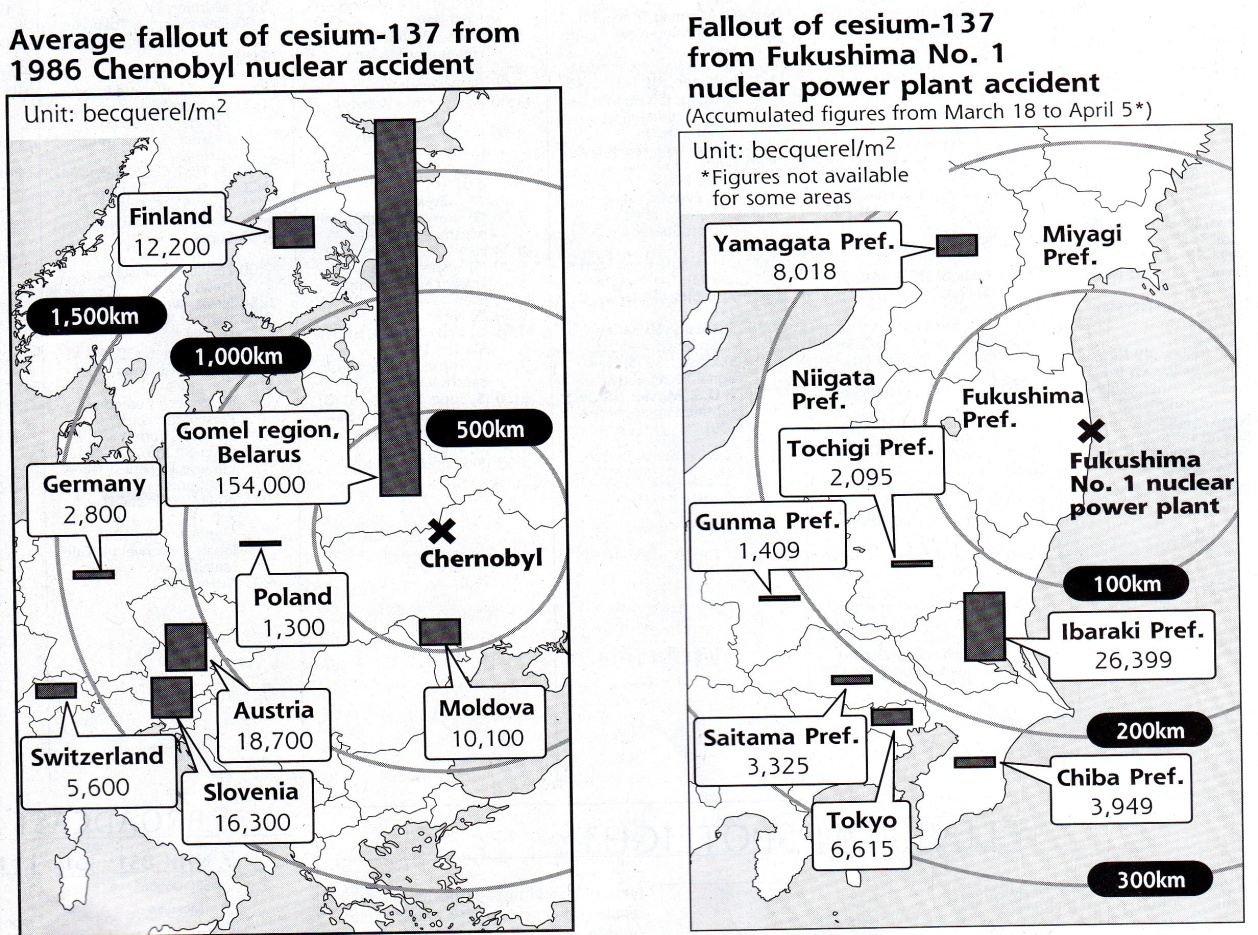 Average fallout of cesium-137 from
1986 Chernobyl nuclear accident
Unit: becquerel/m2
Finland
12,200
1,500km
1,000km
Gomel region,
Belarus
154,000
500km
Germany
2,800
Chernobyl
Poland
1,300
Austria
18,700
Moldova
10,100
Switzerland
5,600
Slovenia
16,300
Fallout of cesium-137
from Fukushima No. 1
nuclear power plant accident
(Accumulated figures from March 18 to April 5*)
Unit: becquerel/m2
*Figures not available
for some areas
Yamagata Pref.
8,018
Miyagi
Pref.
Niigata
Pref.
Fukushima
Pref.
Tochigi Pref.
2,095
Fukushima
No. 1 nuclear
power plant
Gunma Pref.
1,409
100km
Ibaraki Pref.
26,399
Saitama Pref.
3,325
200km
Chiba Pref.
3,949
Tokyo
6,615
300km